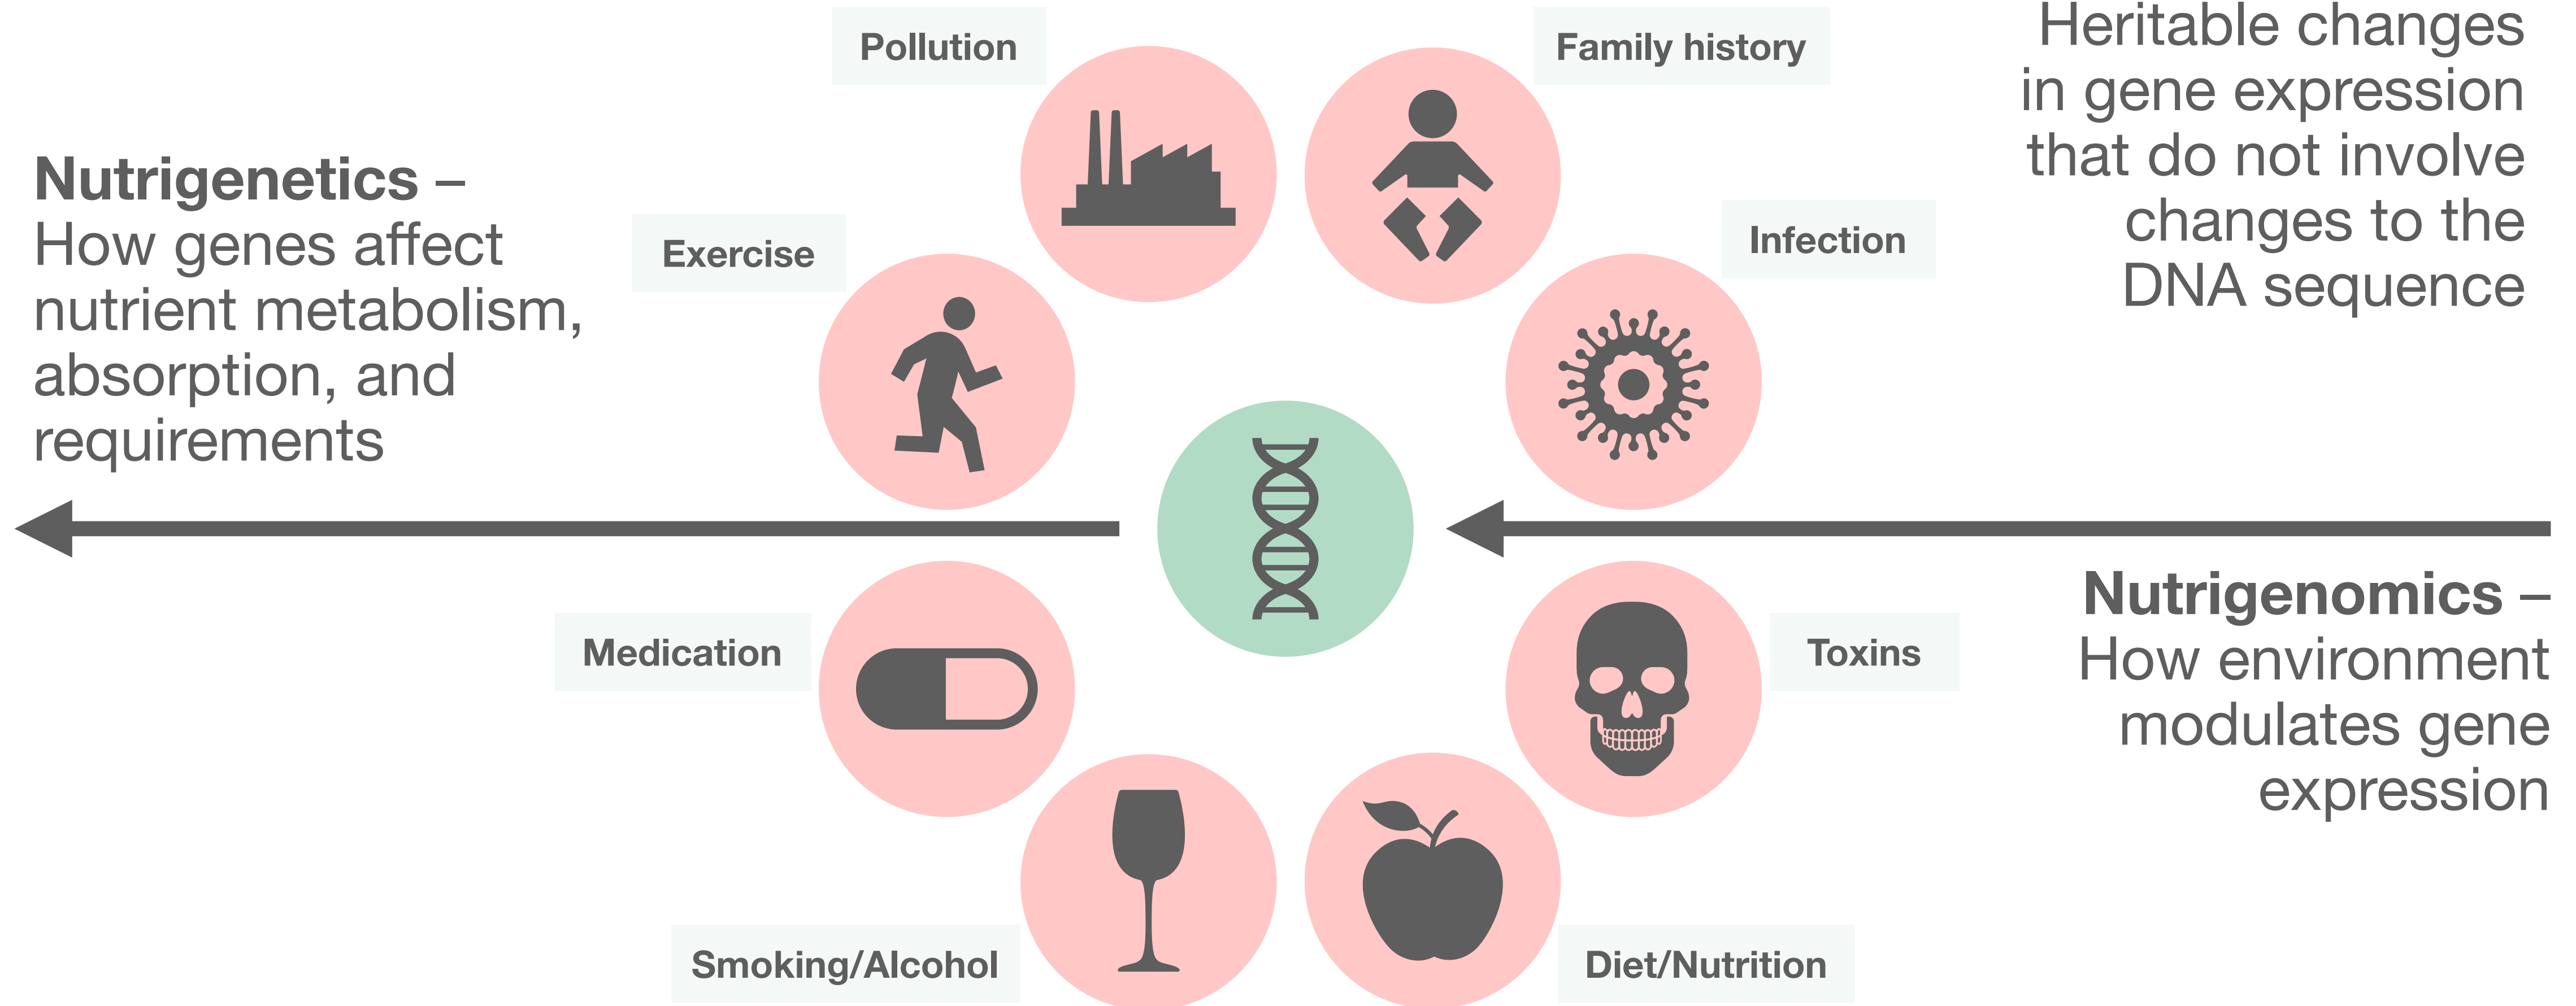 Pollution
Family history
Heritable changes
in gene expression
that do not involve
changes to the
DNA sequence
Nutrigenetics –
How genes affect
nutrient metabolism,
absorption, and
requirements
Exercise
Infection
Medication
Toxins
Nutrigenomics –
How environment
modulates gene
expression
Smoking/Alcohol
Diet/Nutrition